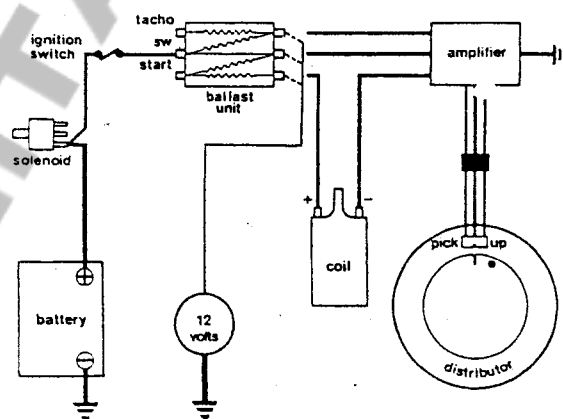 tacho
sw
start
ignition
switch
ballast
unit
amplifier
solenoid
+
−
pick up
coil
battery
12
volts
distributor